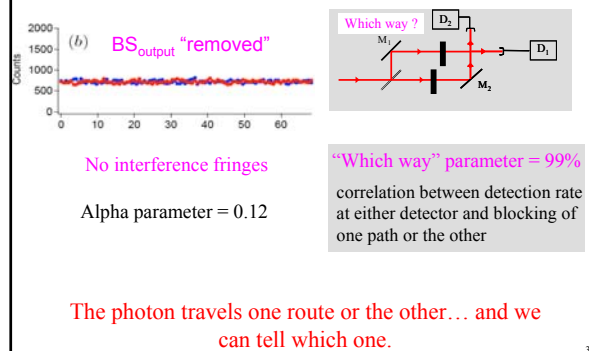 (b) BSoutput "removed"
Counts
2000
1500
1000
500
0
0 10 20 30 40 50 60
Which way ?
D2
M1
D1
M2
No interference fringes
Alpha parameter = 0.12
"Which way" parameter = 99%
correlation between detection rate
at either detector and blocking of
one path or the other
The photon travels one route or the other… and we
can tell which one.